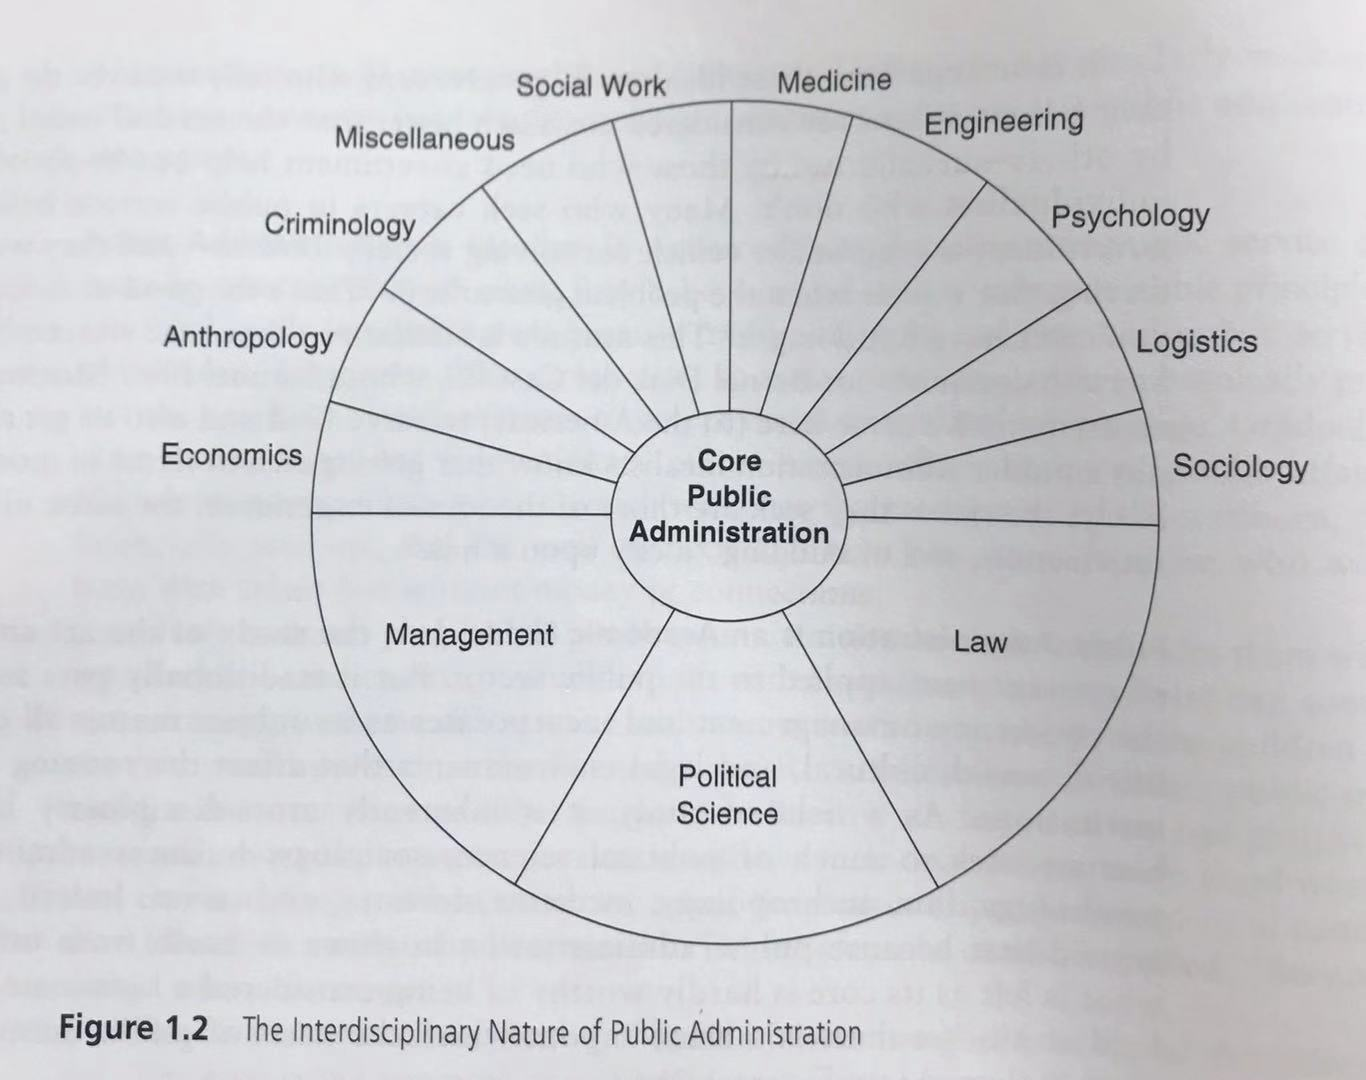 Social Work
Medicine
Miscellaneous
Engineering
Criminology
Psychology
Anthropology
Logistics
Economics
Sociology
Core
Public
Administration
Management
Law
Political
Science
Figure 1.2 The Interdisciplinary Nature of Public Administration